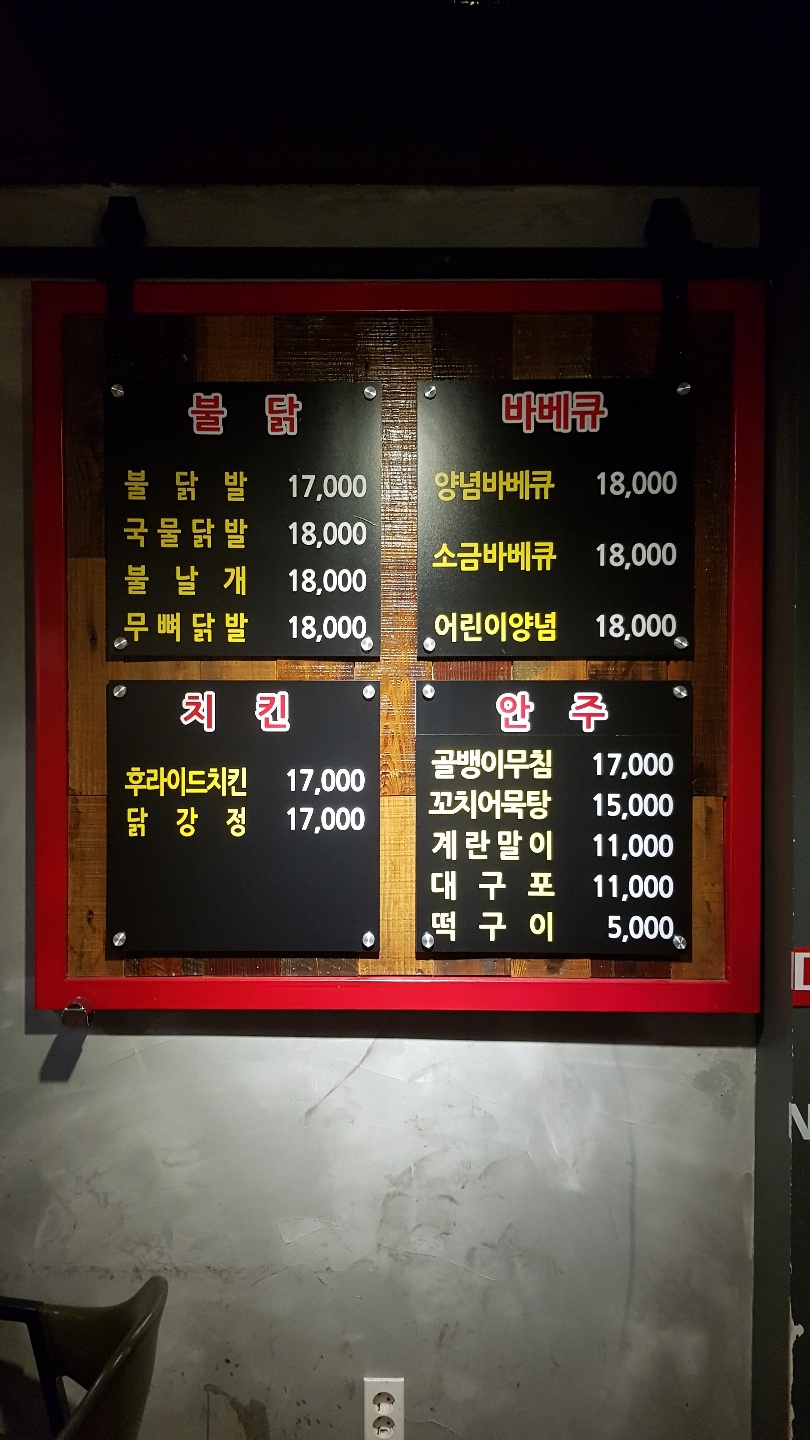 불 닭
불 닭 발 17,000
국물닭발 18,000
불 날 개 18,000
무뼈닭발 18,000
바베큐
양념바베큐 18,000
소금바베큐 18,000
어린이양념 18,000
치 킨
후라이드치킨 17,000
닭 강 정 17,000
안 주
골뱅이무침 17,000
꼬치어묵탕 15,000
계란말이 11,000
대 구 포 11,000
떡 구 이 5,000